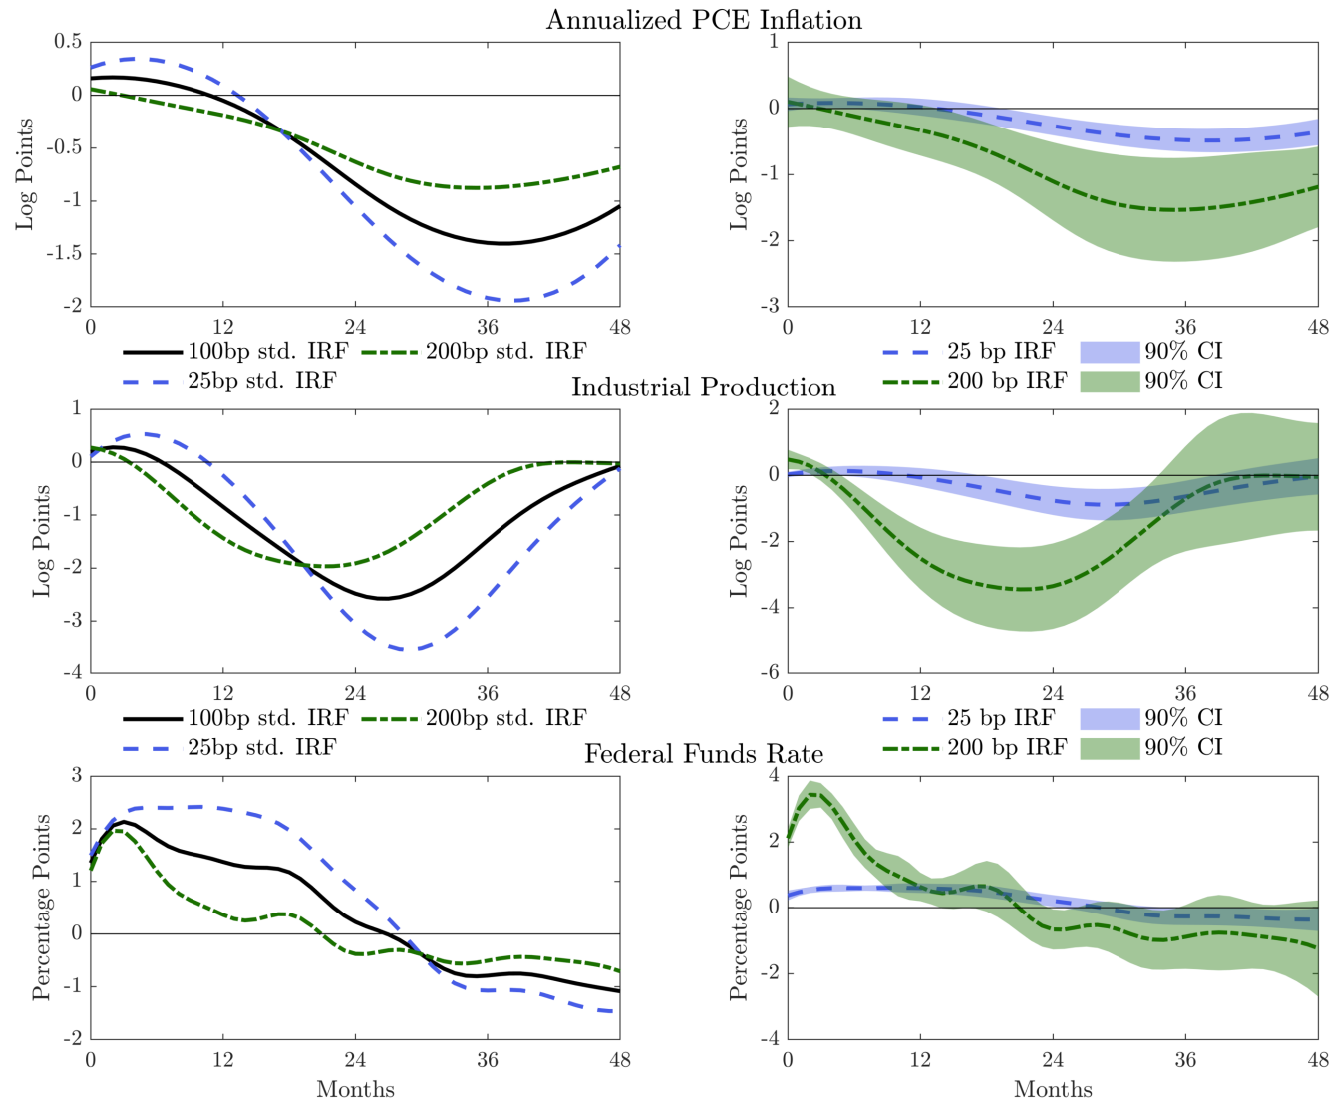 Annualized PCE Inflation
0.5
0
-0.5
-1
-1.5
-2
Log Points
0 12 24 36 48
100bp std. IRF 200bp std. IRF
25bp std. IRF
1
0
-1
-2
-3
Log Points
0 12 24 36 48
25 bp IRF 90% CI
200 bp IRF 90% CI
Industrial Production
1
0
-1
-2
-3
-4
Log Points
0 12 24 36 48
100bp std. IRF 200bp std. IRF
25bp std. IRF
2
0
-2
-4
-6
Log Points
0 12 24 36 48
25 bp IRF 90% CI
200 bp IRF 90% CI
Federal Funds Rate
3
2
1
0
-1
-2
Percentage Points
0 12 24 36 48
Months
4
2
0
-2
-4
Percentage Points
0 12 24 36 48
Months